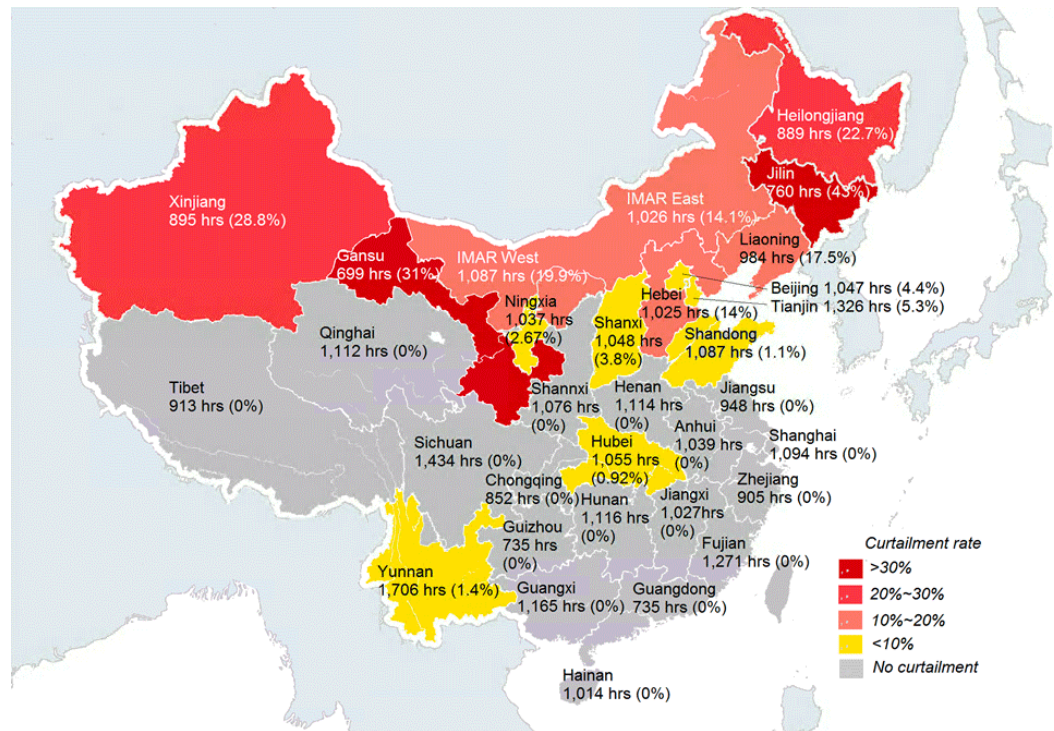 Heilongjiang
889 hrs (22.7%)
Jilin
760 hrs (43%)
Xinjiang
895 hrs (28.8%)
IMAR East
1,026 hrs (14.1%)
Liaoning
984 hrs (17.5%)
Gansu
699 hrs (31%)
IMAR West
1,087 hrs (19.9%)
Beijing 1,047 hrs (4.4%)
Tianjin 1,326 hrs (5.3%)
Ningxia
1,037 hrs
(2.67%)
Hebei
1,025 hrs (14%)
Shanxi
1,048 hrs
(3.8%)
Shandong
1,087 hrs (1.1%)
Qinghai
1,112 hrs (0%)
Tibet
913 hrs (0%)
Shannxi
1,076 hrs
(0%)
Henan
1,114 hrs
(0%)
Jiangsu
948 hrs (0%)
Anhui
1,039 hrs
(0%)
Shanghai
1,094 hrs (0%)
Sichuan
1,434 hrs (0%)
Hubei
1,055 hrs
(0.92%)
Chongqing
852 hrs (0%)
Zhejiang
905 hrs (0%)
Hunan
1,116 hrs
(0%)
Jiangxi
1,027hrs
(0%)
Guizhou
735 hrs
(0%)
Fujian
1,271 hrs (0%)
Yunnan
1,706 hrs (1.4%)
Guangxi
1,165 hrs (0%)
Guangdong
735 hrs (0%)
Hainan
1,014 hrs (0%)
Curtailment rate
>30%
20%~30%
10%~20%
<10%
No curtailment